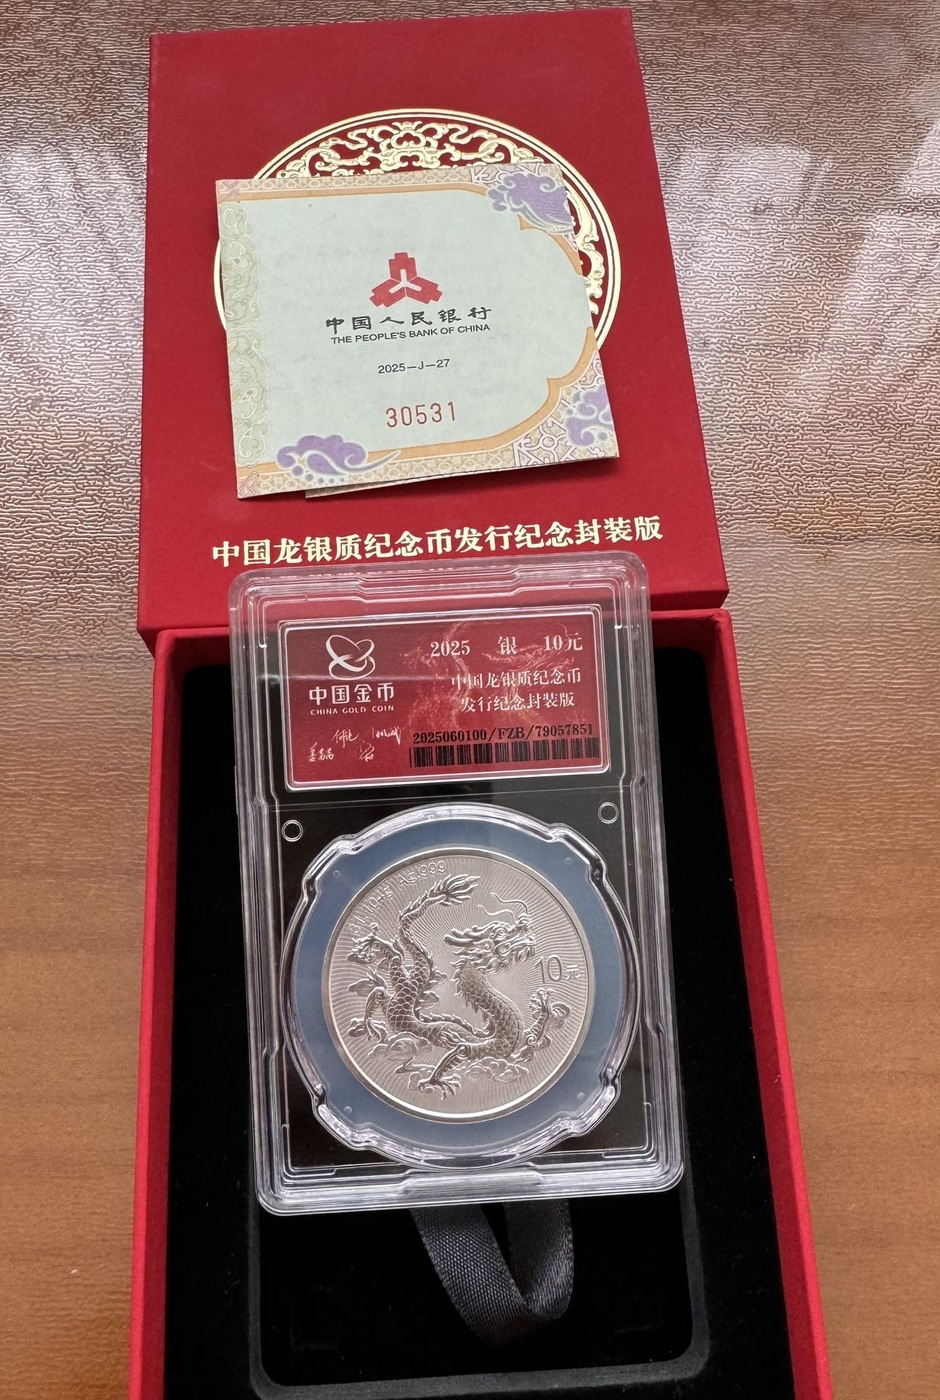 中国人民银行
THE PEOPLE'S BANK OF CHINA
2025—J—27
30531
中国龙银质纪念币发行纪念封装版
中国金币
CHINA GOLD COIN
2025 银 10元
中国龙银质纪念币
发行纪念封装版
2025060100/FZB/79057851
Ag.999
10元